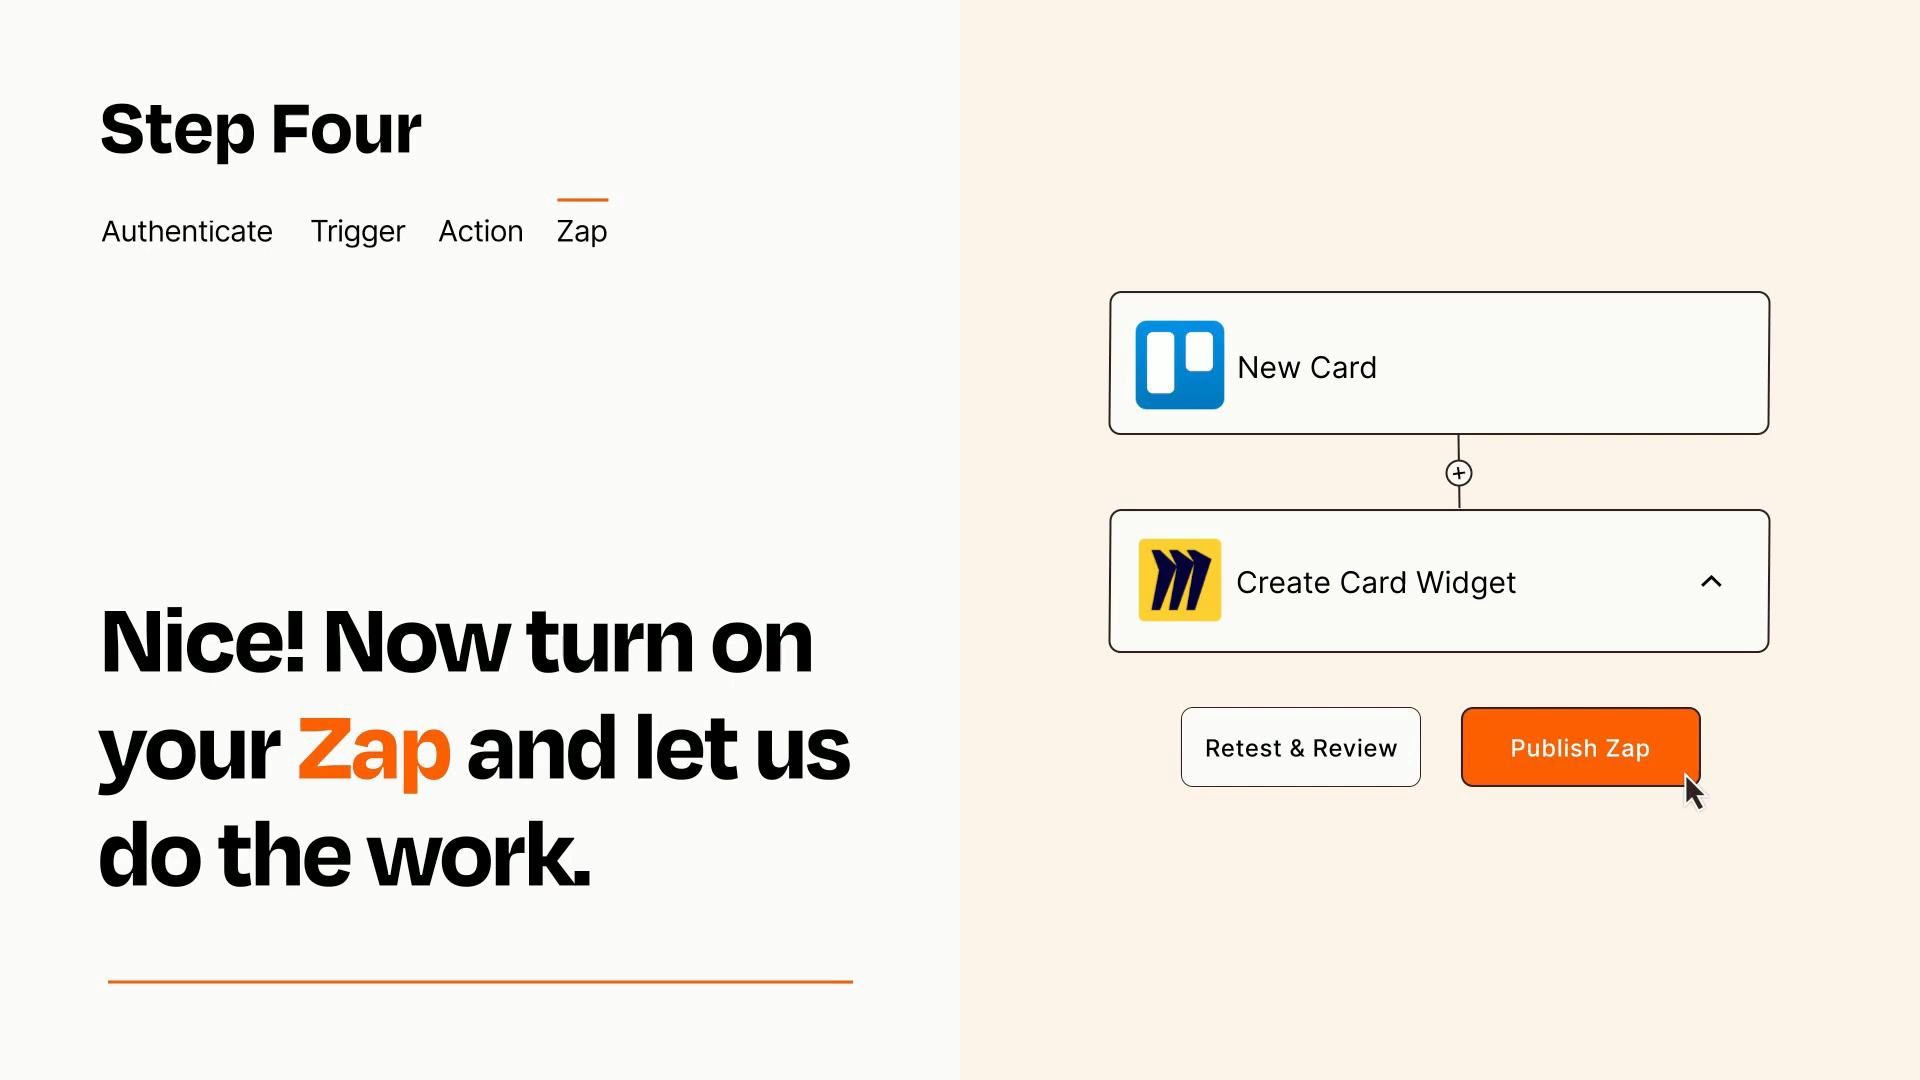 Step Four
Authenticate Trigger Action Zap
Nice! Now turn on
your Zap and let us
do the work.
New Card
Create Card Widget
Retest & Review
Publish Zap